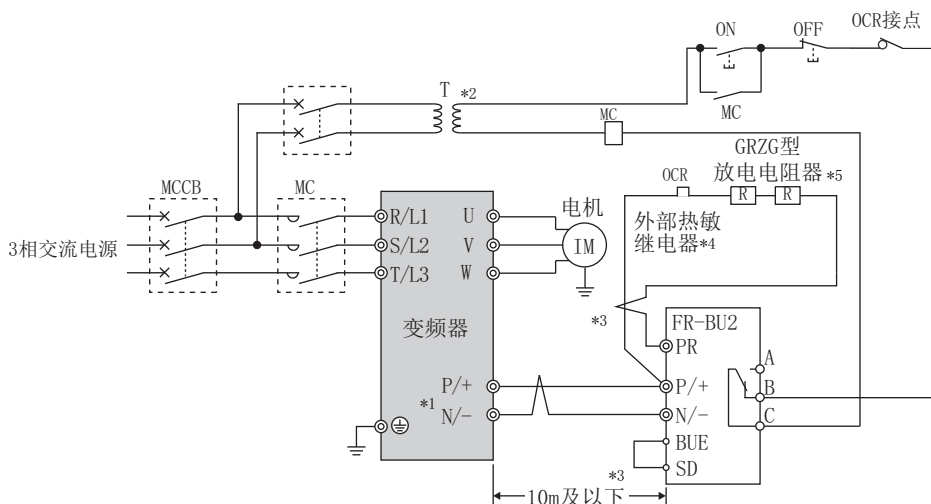 ON OFF OCR接点
T *2
MC
MC
GRZG型
放电电阻器*5
MCCB MC
OCR R R
外部热敏
继电器*4
3相交流电源
R/L1 U
S/L2 V
T/L3 W
电机
IM
变频器
*3
FR-BU2
PR
A
P/+ P/+ B
*1
N/- N/- C
BUE
SD
*3
10m及以下